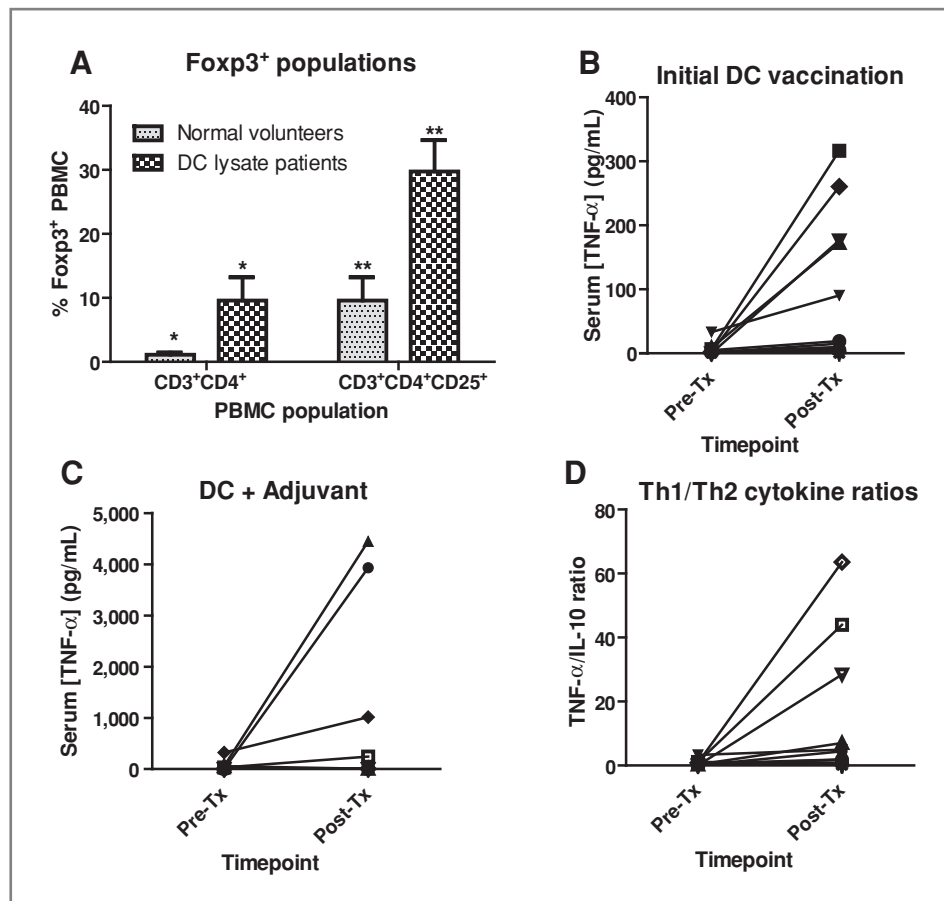 A
Foxp3⁺ populations
40
30
20
10
0
% Foxp3⁺ PBMC
Normal volunteers
DC lysate patients
*
*
**
**
CD3⁺CD4⁺
CD3⁺CD4⁺CD25⁺
PBMC population
B
Initial DC vaccination
400
300
200
100
0
Serum [TNF-α] (pg/mL)
Pre-Tx
Post-Tx
Timepoint
C
DC + Adjuvant
5,000
4,000
3,000
2,000
1,000
0
Serum [TNF-α] (pg/mL)
Pre-Tx
Post-Tx
Timepoint
D
Th1/Th2 cytokine ratios
80
60
40
20
0
TNF-α/IL-10 ratio
Pre-Tx
Post-Tx
Timepoint